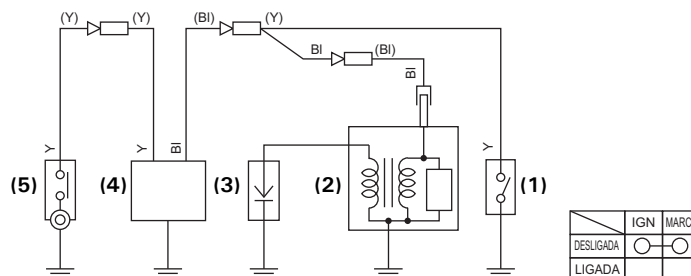 (Y) (Y) (Bl) (Y)
Bl (Bl)
Bl
Y Y Bl Y
(5) (4) (3) (2) (1)
IGN MARC
DESLIGADA
LIGADA